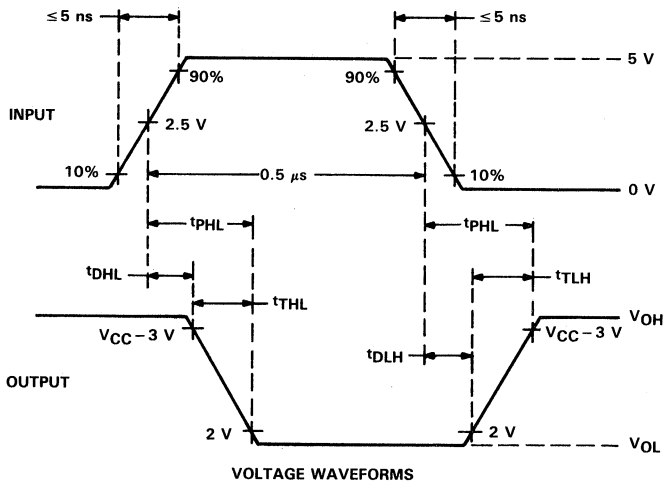 ≤5 ns
≤5 ns
5 V
90%
90%
INPUT
2.5 V
2.5 V
10%
0.5 μs
10%
0 V
tPHL
tPHL
tDHL
tTLH
tTHL
VOH
VCC−3 V
VCC−3 V
tDLH
OUTPUT
2 V
2 V
VOL
VOLTAGE WAVEFORMS